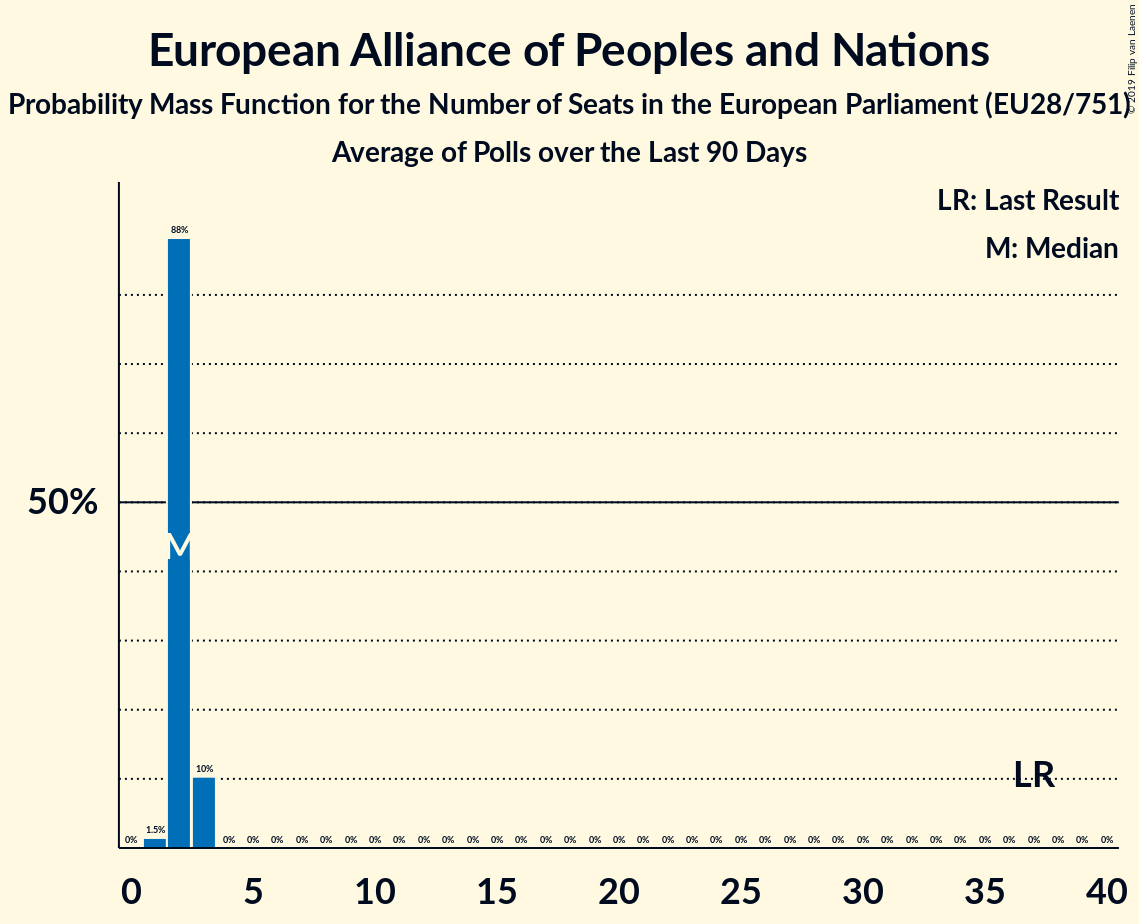 European Alliance of Peoples and Nations
Probability Mass Function for the Number of Seats in the European Parliament (EU28/751)
Average of Polls over the Last 90 Days
© 2019 Filip van Laenen
LR: Last Result
M: Median
88%
50%
M
10%
LR
1.5%
0% 0% 0% 0% 0% 0% 0% 0% 0% 0% 0% 0% 0% 0% 0% 0% 0% 0% 0% 0% 0% 0% 0% 0% 0% 0% 0% 0% 0% 0% 0% 0% 0% 0% 0% 0% 0% 0%
0 5 10 15 20 25 30 35 40